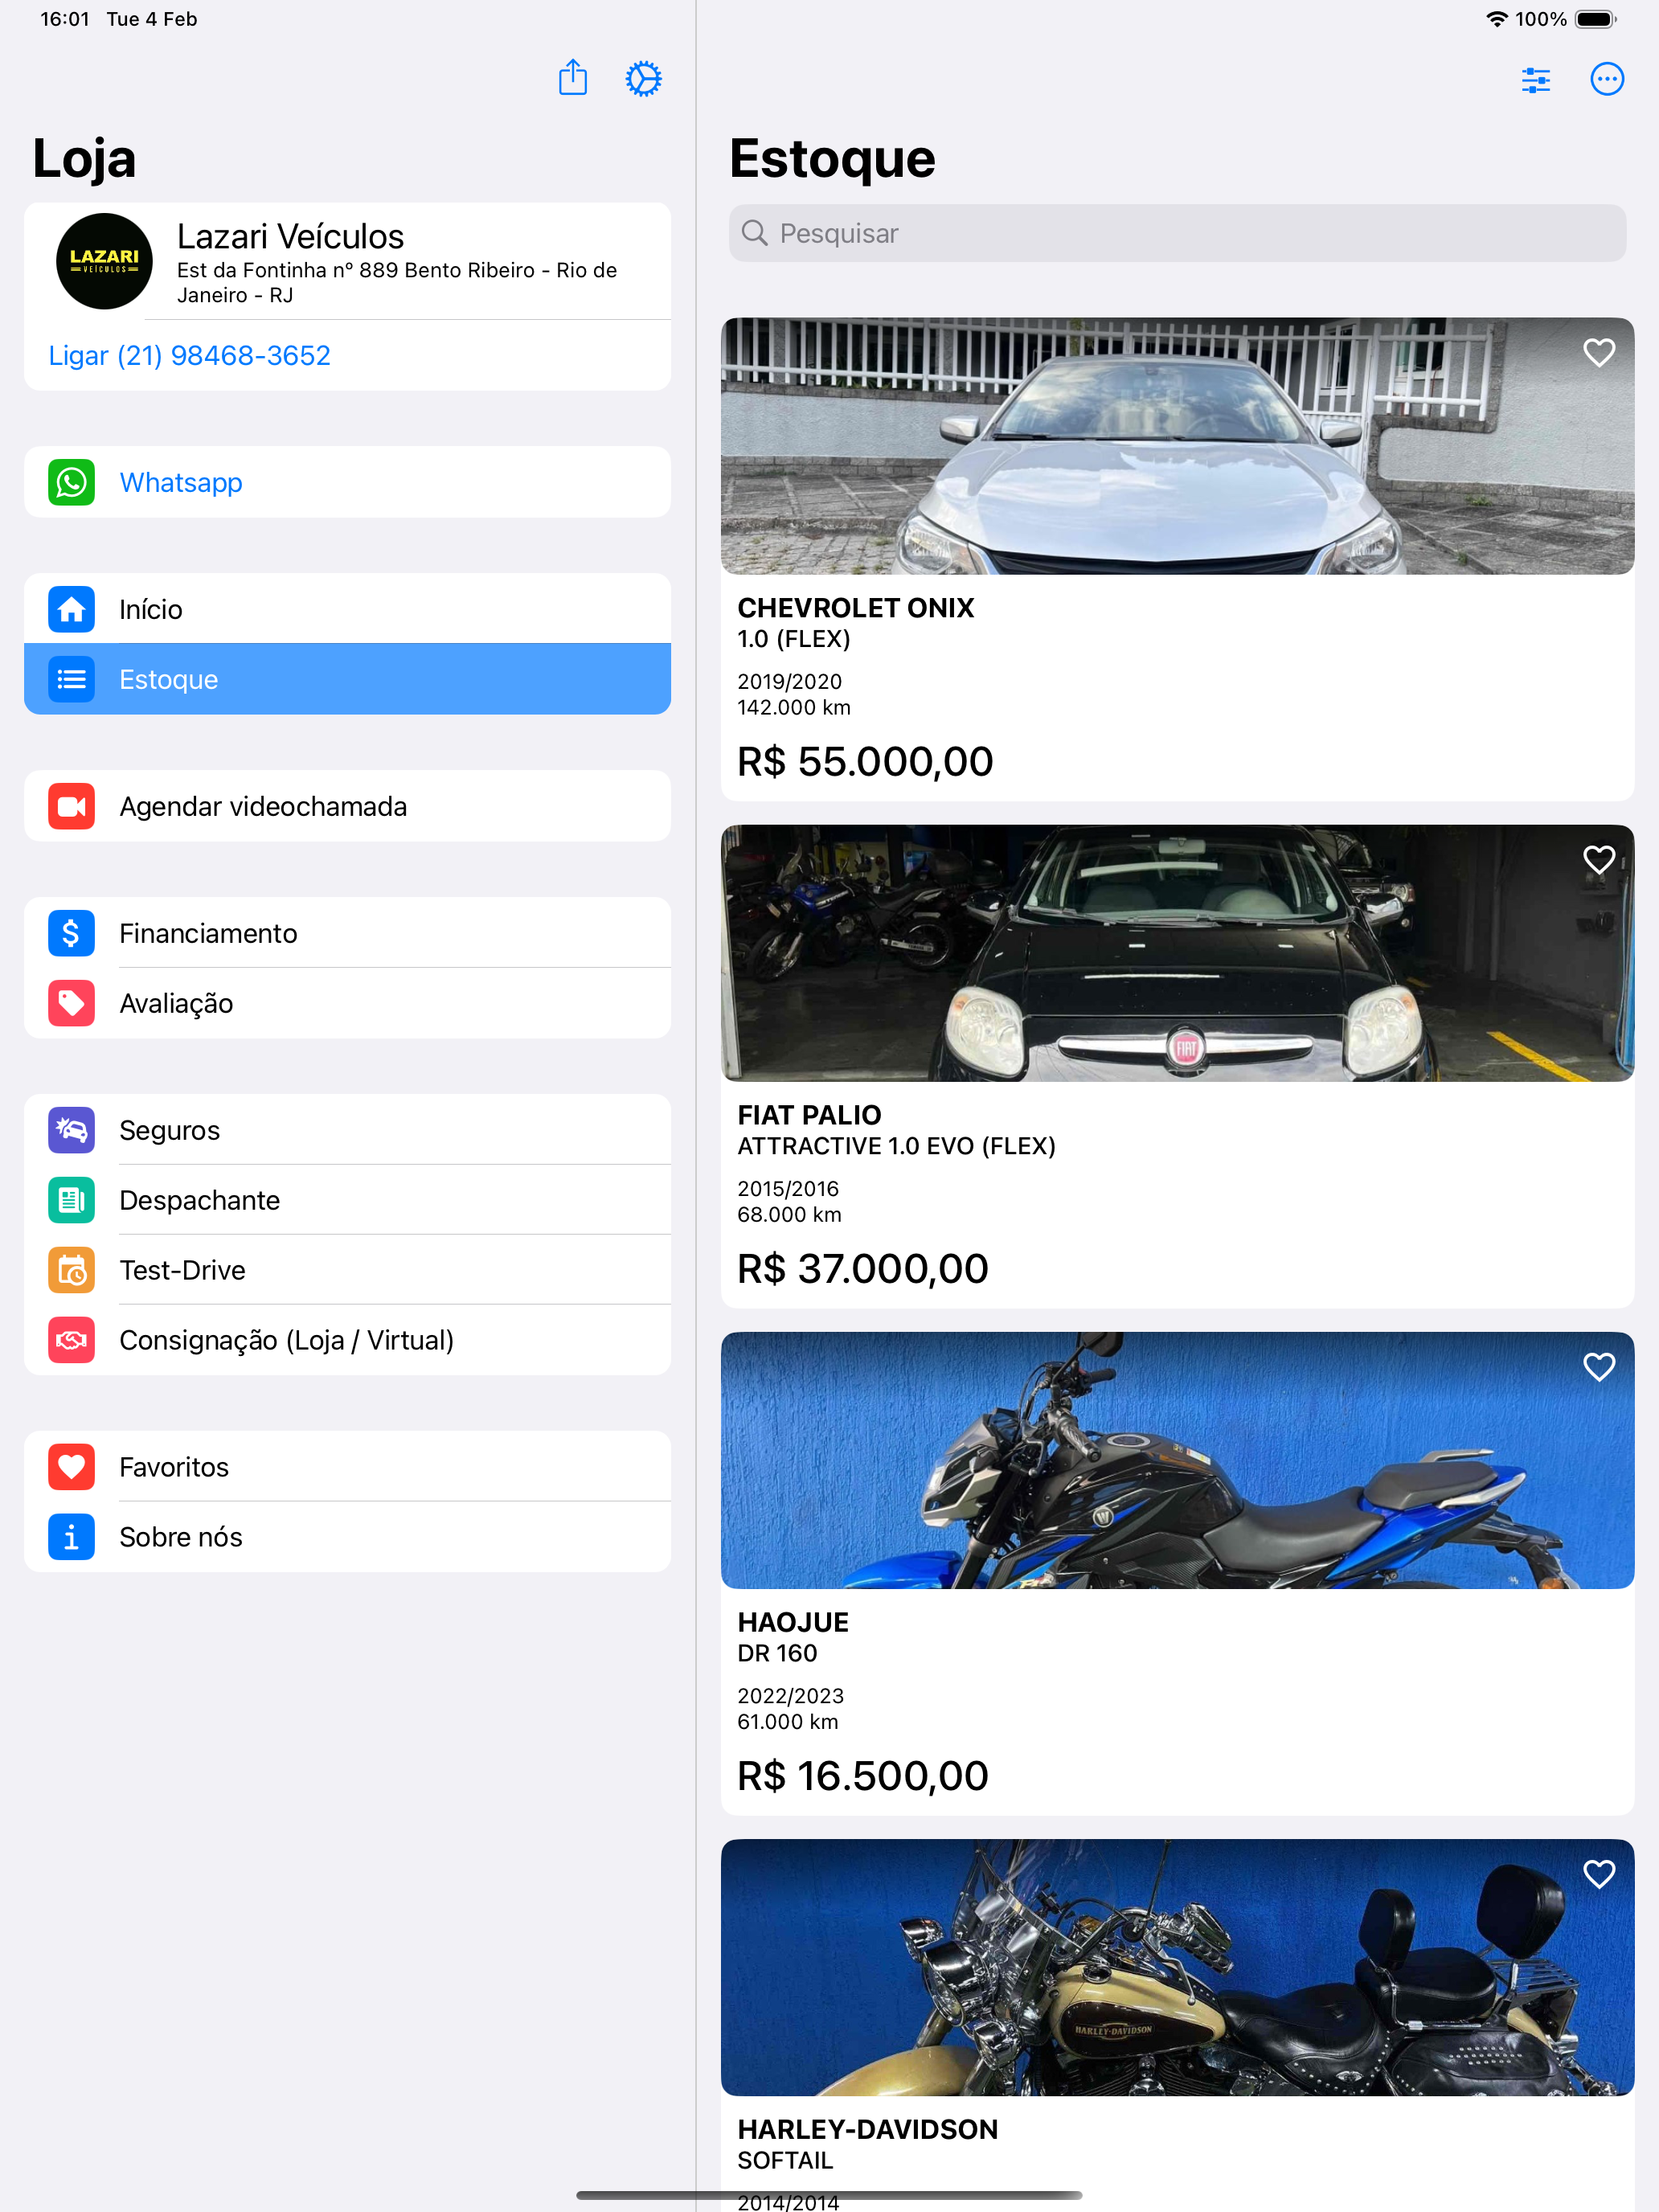 16:01 Tue 4 Feb
100%
Loja
LAZARI
VEÍCULOS
Lazari Veículos
Est da Fontinha nº 889 Bento Ribeiro - Rio de
Janeiro - RJ
Ligar (21) 98468-3652
Whatsapp
Início
Estoque
Agendar videochamada
Financiamento
Avaliação
Seguros
Despachante
Test-Drive
Consignação (Loja / Virtual)
Favoritos
Sobre nós
Estoque
Pesquisar
CHEVROLET ONIX
1.0 (FLEX)
2019/2020
142.000 km
R$ 55.000,00
FIAT
FIAT PALIO
ATTRACTIVE 1.0 EVO (FLEX)
2015/2016
68.000 km
R$ 37.000,00
HAOJUE
DR 160
2022/2023
61.000 km
R$ 16.500,00
HARLEY-DAVIDSON
HARLEY-DAVIDSON
SOFTAIL
2014/2014